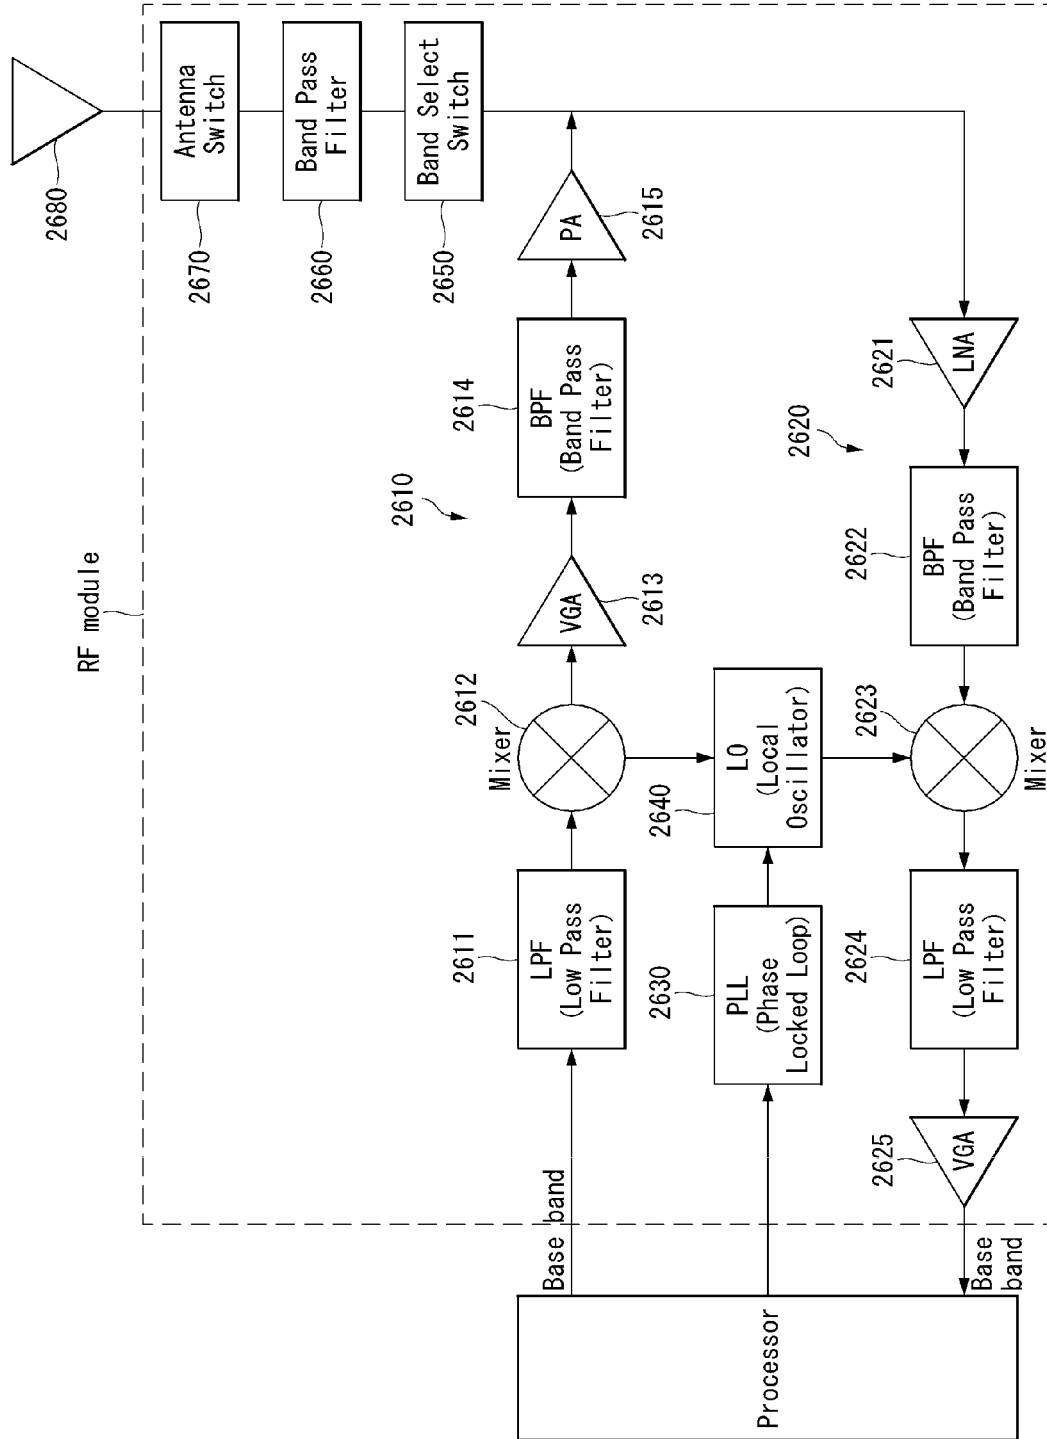 RF module
2680
Antenna
Switch
2670
Band Pass
Filter
2660
Band Select
Switch
2650
2610
Base band
LPF
(Low Pass
Filter)
2611
Mixer
2612
VGA
2613
BPF
(Band Pass
Filter)
2614
PA
2615
Processor
PLL
(Phase
Locked Loop)
2630
LO
(Local
Oscillator)
2640
2620
LNA
2621
BPF
(Band Pass
Filter)
2622
Mixer
2623
LPF
(Low Pass
Filter)
2624
VGA
2625
Base
band